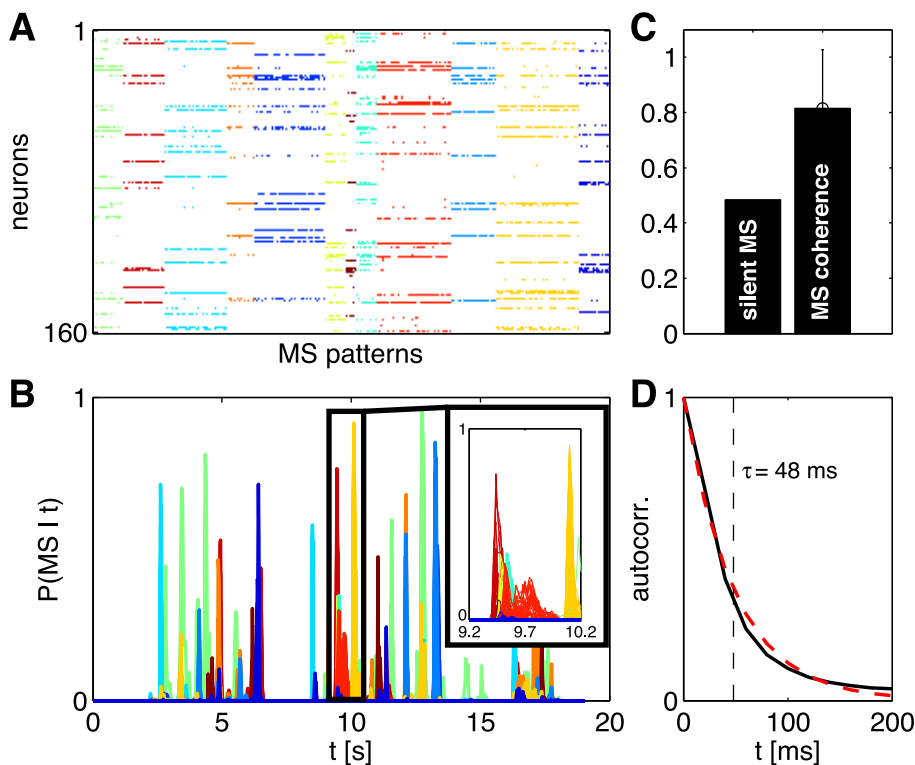 A
1
neurons
160
MS patterns
C
1
0.8
0.6
0.4
0.2
0
silent MS
MS coherence
B
1
P(MS I t)
0
0
5
10
15
20
t [s]
1
0
9.2
9.7
10.2
D
1
autocorr.
0
τ = 48 ms
0
100
200
t [ms]